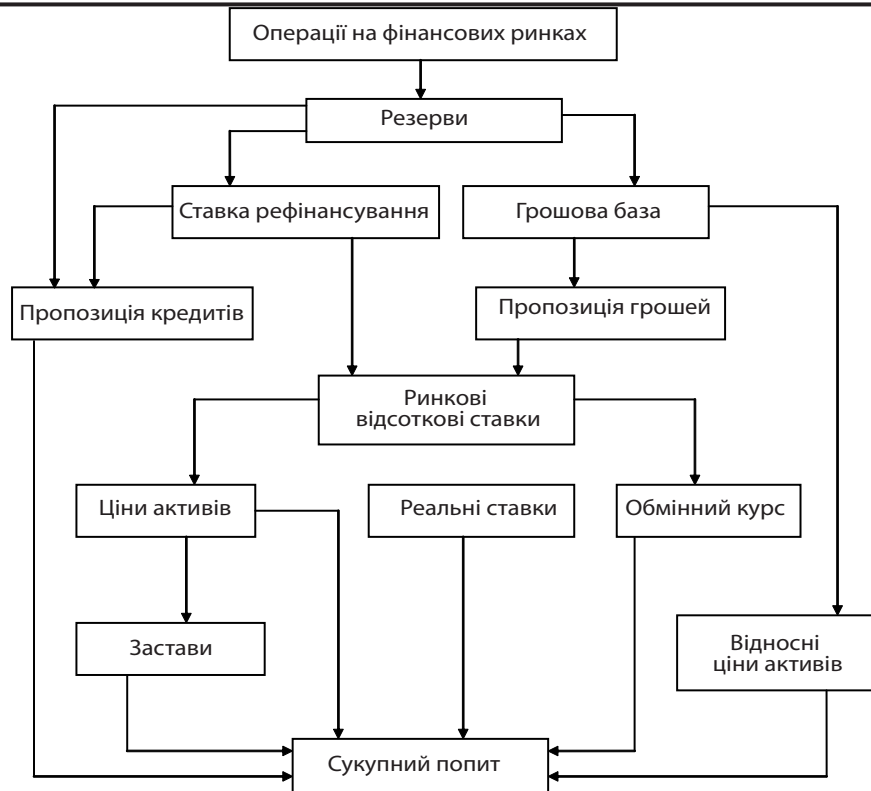 Операції на фінансових ринках
Резерви
Ставка рефінансування
Грошова база
Пропозиція кредитів
Пропозиція грошей
Ринкові
відсоткові ставки
Ціни активів
Реальні ставки
Обмінний курс
Застави
Відносні
ціни активів
Сукупний попит